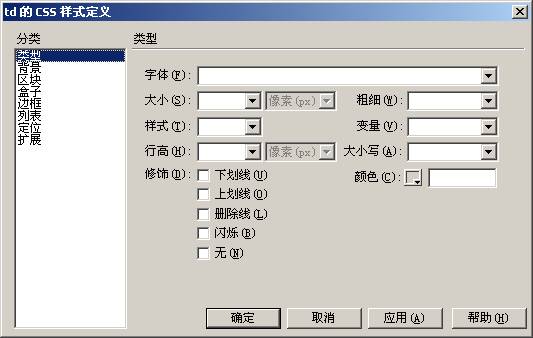 td 的 CSS 样式定义
分类
类型
背景
区块
盒子
边框
列表
定位
扩展
类型
字体(F):
大小(S): 像素(px) 粗细(W):
样式(T): 变量(V):
行高(H): 像素(px) 大小写(A):
修饰(D): 下划线(U) 颜色(C):
上划线(O)
删除线(L)
闪烁(B)
无(N)
确定 取消 应用(A) 帮助(H)